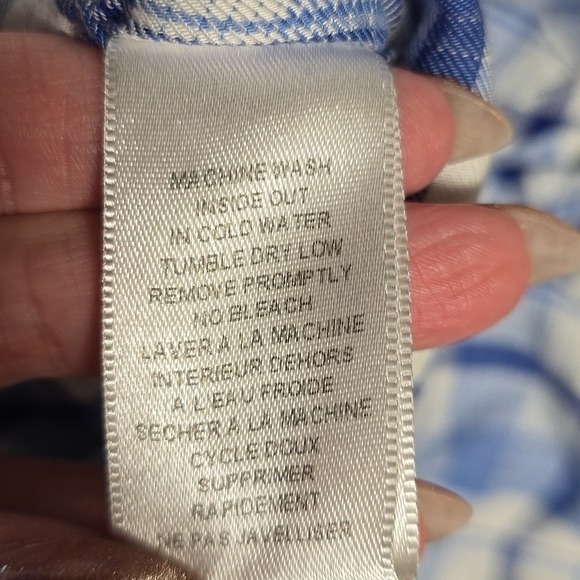 MACHINE WASH
INSIDE OUT
IN COLD WATER
TUMBLE DRY LOW
REMOVE PROMPTLY
NO BLEACH
LAVER A LA MACHINE
INTERIEUR DEHORS
A L'EAU FROIDE
SECHER A LA MACHINE
CYCLE DOUX
SUPPRIMER
RAPIDEMENT
NE PAS JAVELLISER